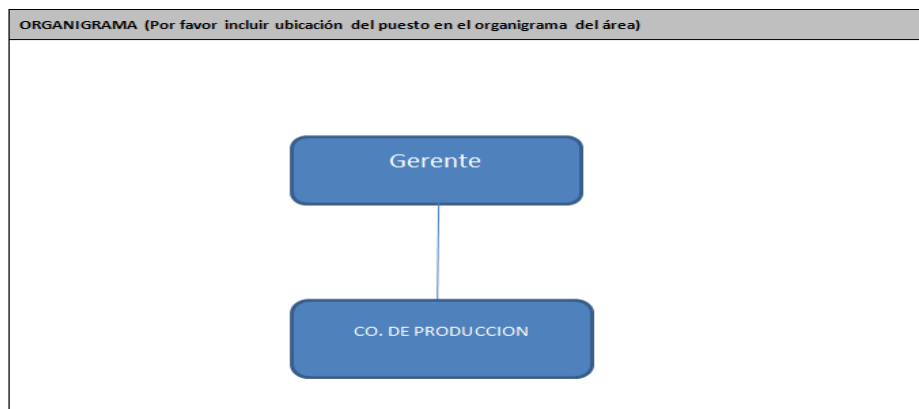 ORGANIGRAMA (Por favor incluir ubicación del puesto en el organigrama del área)
Gerente
CO. DE PRODUCCION